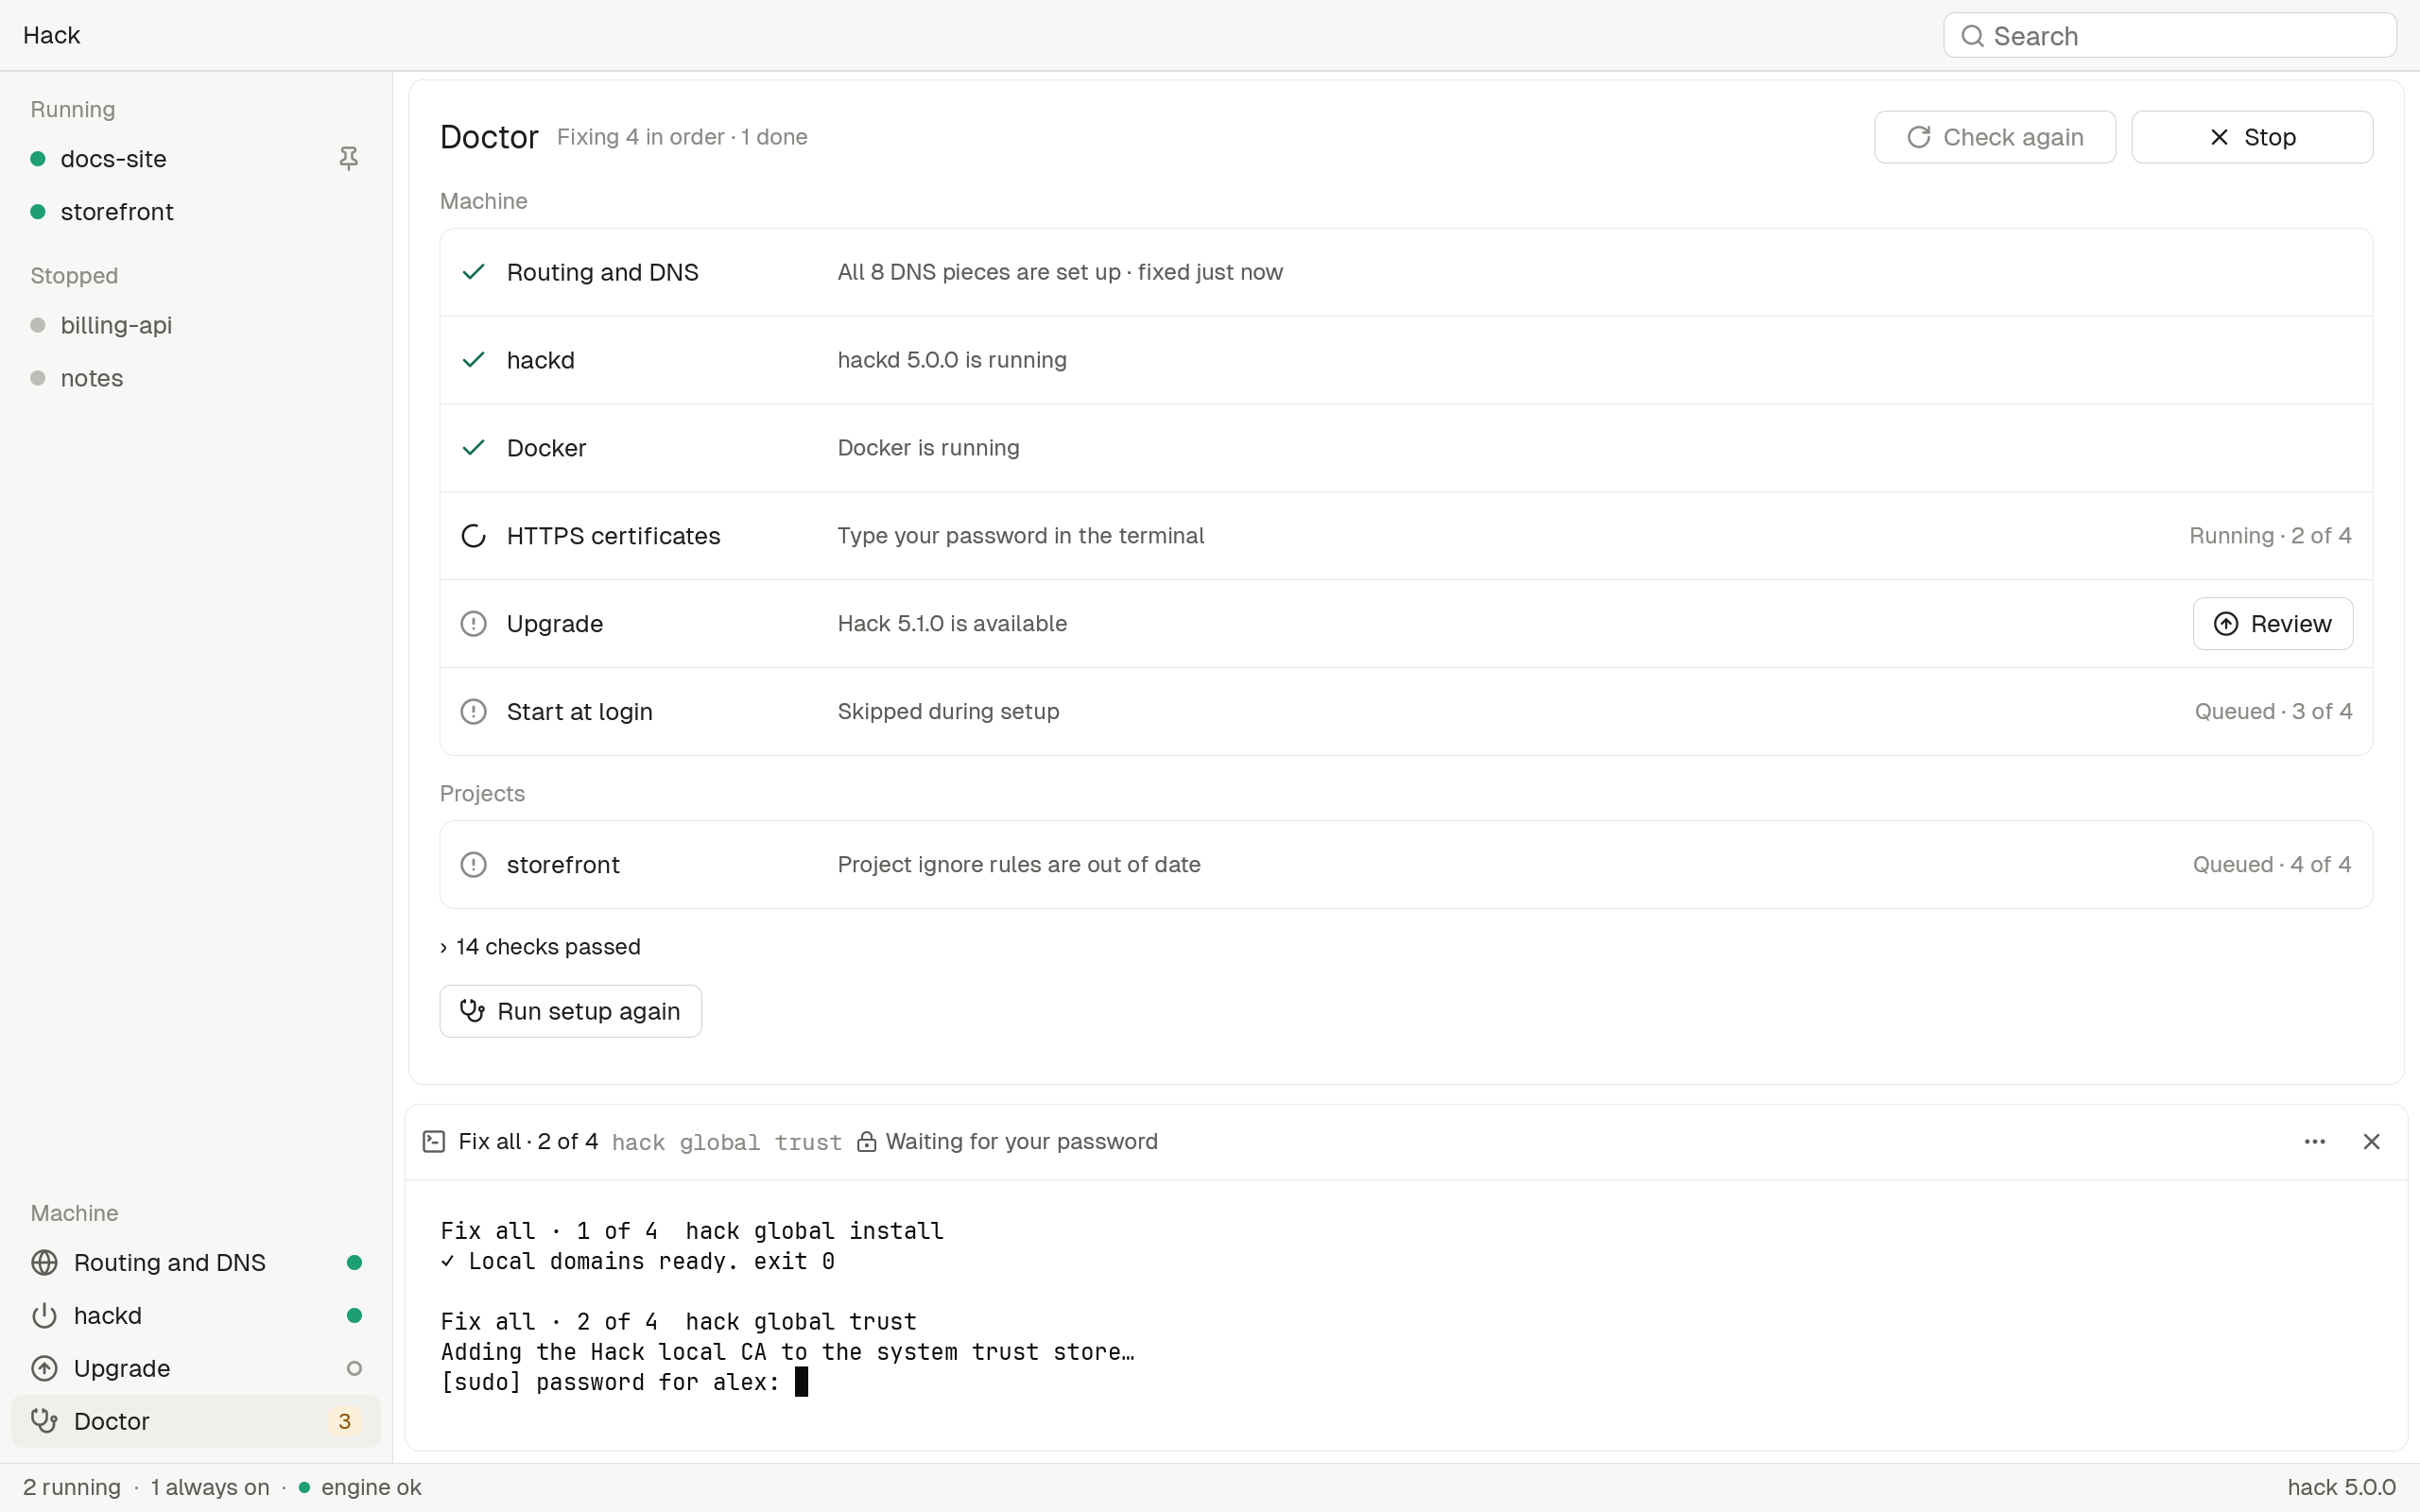 Hack
Search
Running
docs-site
storefront
Stopped
billing-api
notes
Machine
Routing and DNS
hackd
Upgrade
Doctor 3
Doctor Fixing 4 in order · 1 done
Check again
Stop
Machine
Routing and DNS All 8 DNS pieces are set up · fixed just now
hackd hackd 5.0.0 is running
Docker Docker is running
HTTPS certificates Type your password in the terminal Running · 2 of 4
Upgrade Hack 5.1.0 is available Review
Start at login Skipped during setup Queued · 3 of 4
Projects
storefront Project ignore rules are out of date Queued · 4 of 4
› 14 checks passed
Run setup again
Fix all · 2 of 4 hack global trust Waiting for your password
Fix all · 1 of 4 hack global install
✓ Local domains ready. exit 0
Fix all · 2 of 4 hack global trust
Adding the Hack local CA to the system trust store…
[sudo] password for alex:
2 running · 1 always on · engine ok
hack 5.0.0